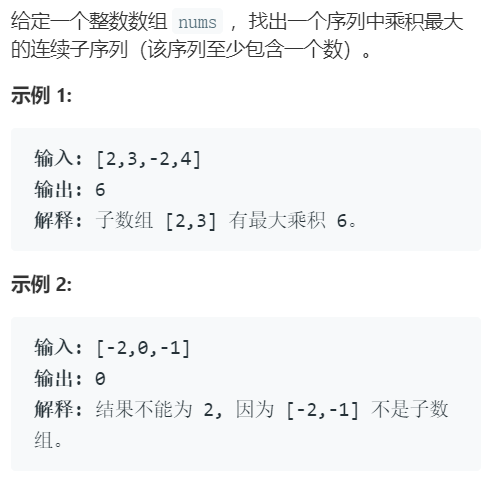 给定一个整数数组 nums ，找出一个序列中乘积最大
的连续子序列（该序列至少包含一个数）。
示例 1:
输入: [2,3,-2,4]
输出: 6
解释: 子数组 [2,3] 有最大乘积 6。
示例 2:
输入: [-2,0,-1]
输出: 0
解释: 结果不能为 2, 因为 [-2,-1] 不是子数
组。